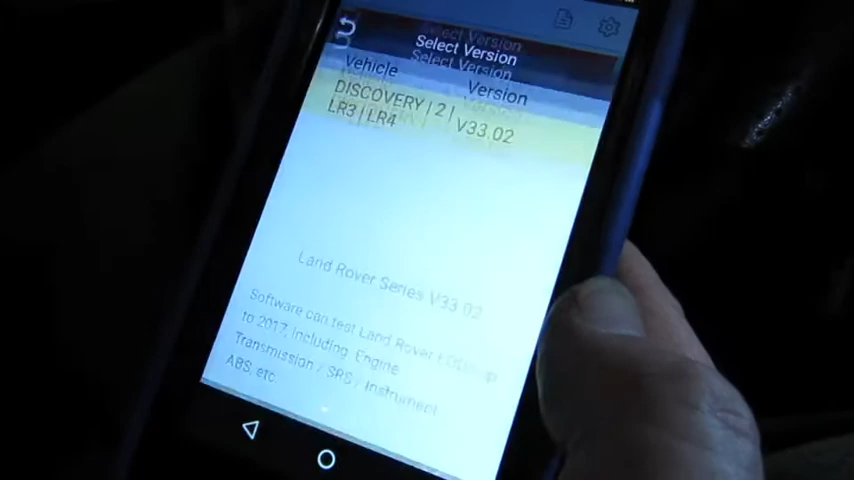 Select Version
Vehicle Version
DISCOVERY | 2 |
LR3 | LR4 V33.02
Land Rover Series V33.02
Software can test Land Rover
to 2017, including Engine
Transmission / SRS / Instrument
ABS, etc.